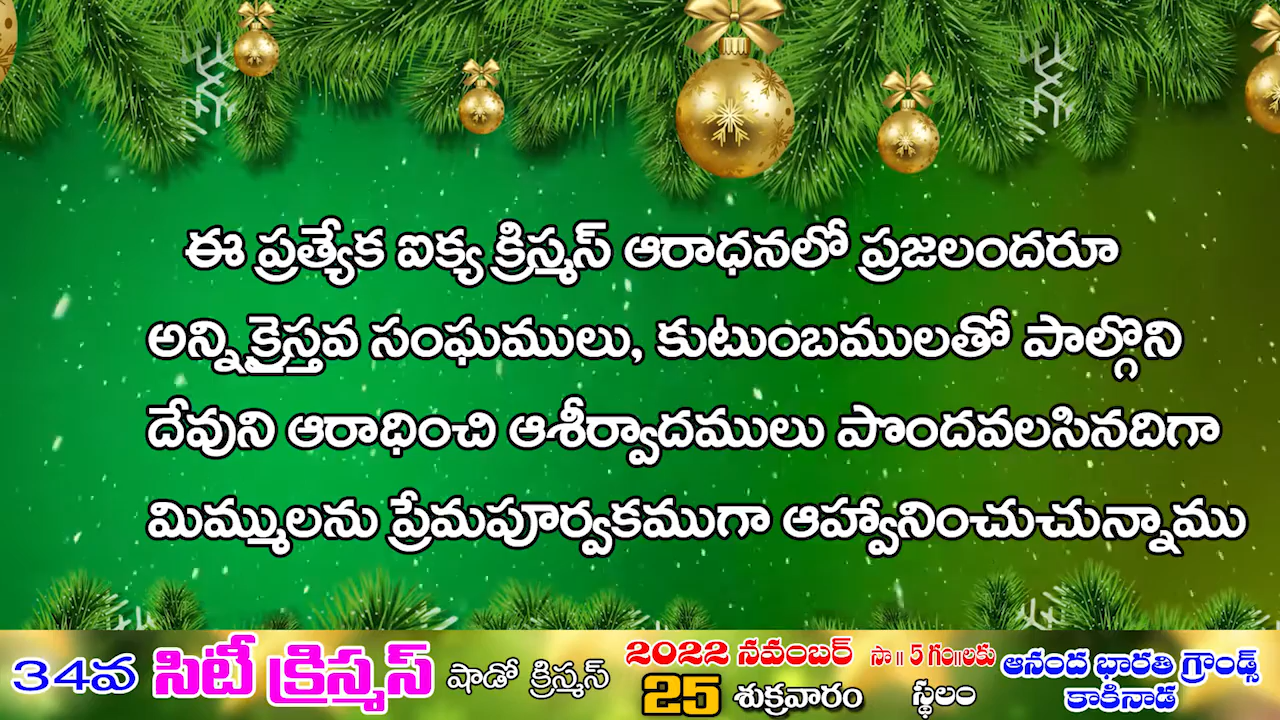 ఈ ప్రత్యేక ఐక్య క్రిస్మస్ ఆరాధనలో ప్రజలందరూ
అన్ని క్రైస్తవ సంఘములు, కుటుంబములతో పాల్గొని
దేవుని ఆరాధించి ఆశీర్వాదములు పొందవలసినదిగా
మిమ్ములను ప్రేమపూర్వకముగా ఆహ్వానించుచున్నాము
34వ సిటీ క్రిస్మస్ షాడో క్రిస్మస్
2022 నవంబర్
25 శుక్రవారం
సా॥ 5 గం॥లకు
స్థలం
ఆనంద భారతి గ్రౌండ్స్
కాకినాడ